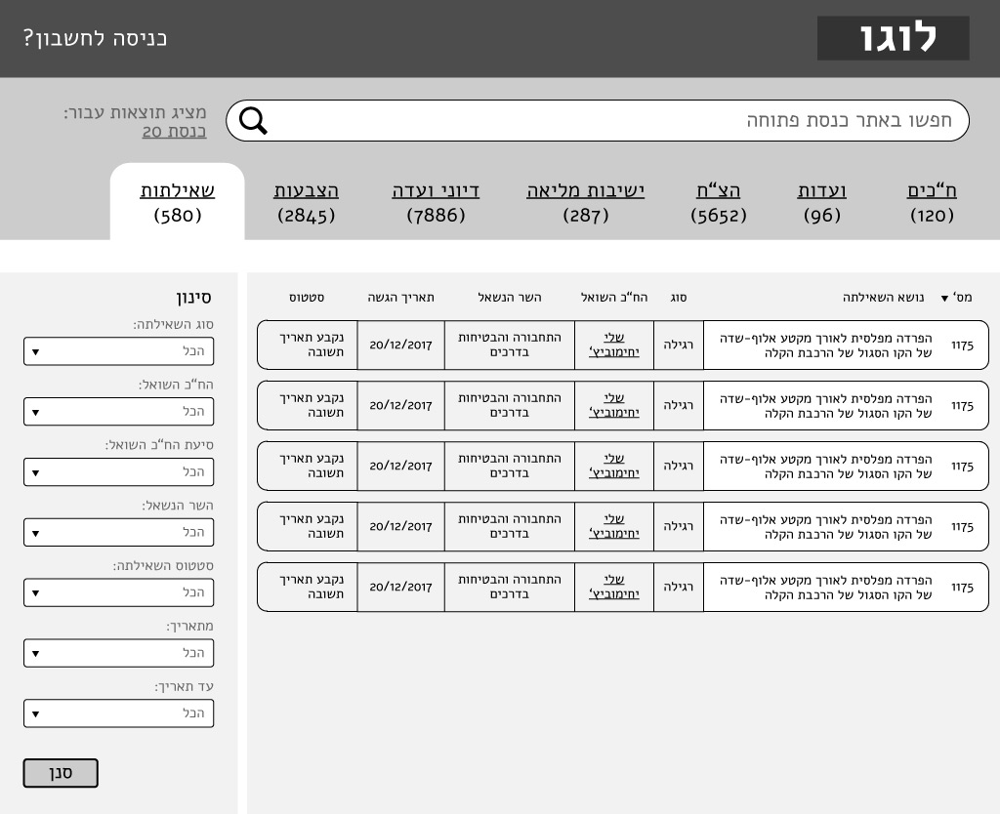 לוגו
כניסה לחשבון?
חפשו באתר כנסת פתוחה
מציג תוצאות עבור:
כנסת 20
ח“כים
(120)
ועדות
(96)
הצ“ח
(5652)
ישיבות מליאה
(287)
דיוני ועדה
(7886)
הצבעות
(2845)
שאילתות
(580)
מס‘ ▼ נושא השאילתה סוג הח“כ השואל השר הנשאל תאריך הגשה סטטוס
1175
הפרדה מפלסית לאורך מקטע אלוף-שדה
של הקו הסגול של הרכבת הקלה
רגילה
שלי
יחימוביץ‘
התחבורה והבטיחות
בדרכים
20/12/2017
נקבע תאריך
תשובה
1175
הפרדה מפלסית לאורך מקטע אלוף-שדה
של הקו הסגול של הרכבת הקלה
רגילה
שלי
יחימוביץ‘
התחבורה והבטיחות
בדרכים
20/12/2017
נקבע תאריך
תשובה
1175
הפרדה מפלסית לאורך מקטע אלוף-שדה
של הקו הסגול של הרכבת הקלה
רגילה
שלי
יחימוביץ‘
התחבורה והבטיחות
בדרכים
20/12/2017
נקבע תאריך
תשובה
1175
הפרדה מפלסית לאורך מקטע אלוף-שדה
של הקו הסגול של הרכבת הקלה
רגילה
שלי
יחימוביץ‘
התחבורה והבטיחות
בדרכים
20/12/2017
נקבע תאריך
תשובה
1175
הפרדה מפלסית לאורך מקטע אלוף-שדה
של הקו הסגול של הרכבת הקלה
רגילה
שלי
יחימוביץ‘
התחבורה והבטיחות
בדרכים
20/12/2017
נקבע תאריך
תשובה
סינון
סוג השאילתה:
הכל
הח“כ השואל:
הכל
סיעת הח“כ השואל:
הכל
השר הנשאל:
הכל
סטטוס השאילתה:
הכל
מתאריך:
הכל
עד תאריך:
הכל
סנן